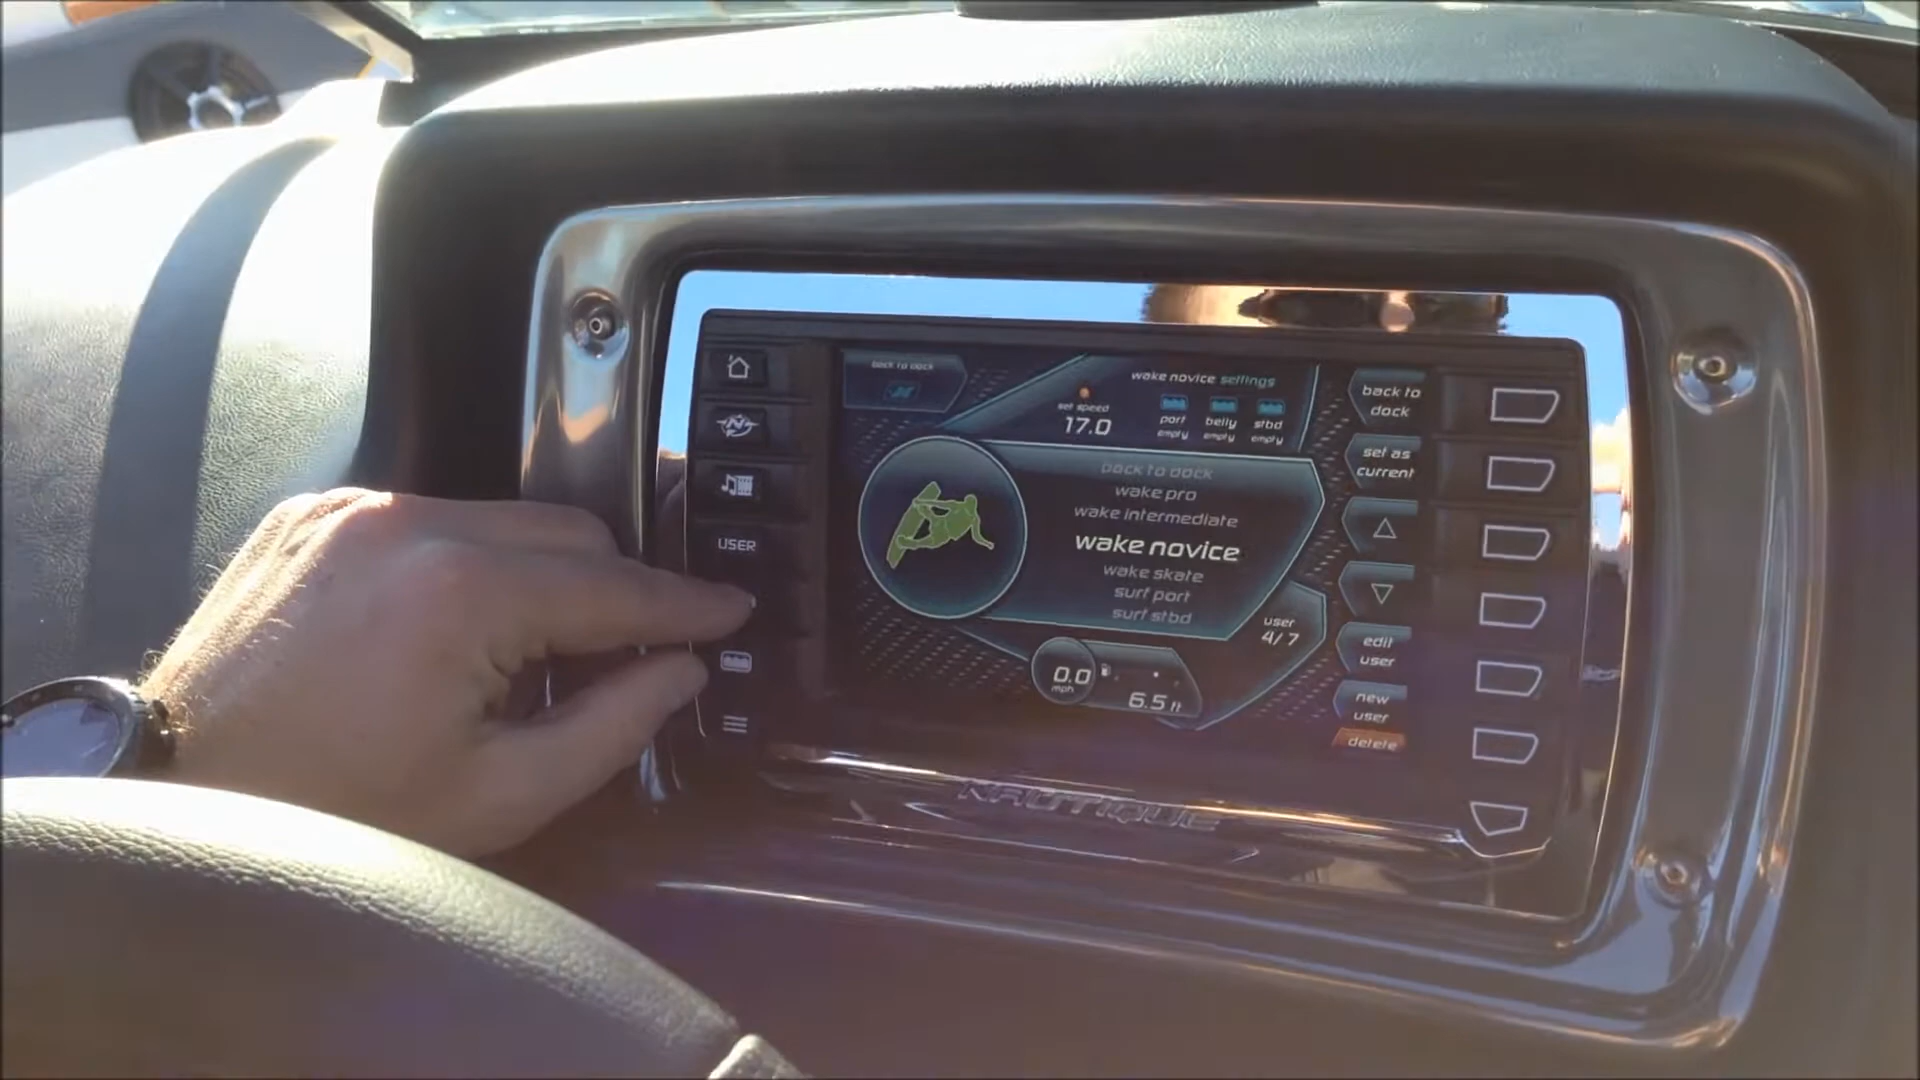 USER
back to dock
wake novice settings
set speed
17.0
port
empty
belly
empty
stbd
empty
back to dock
wake pro
wake intermediate
wake novice
wake skate
surf port
surf stbd
user
4/7
0.0
mph
6.5 ft
back to
dock
set as
current
edit
user
new
user
delete
NAUTIQUE